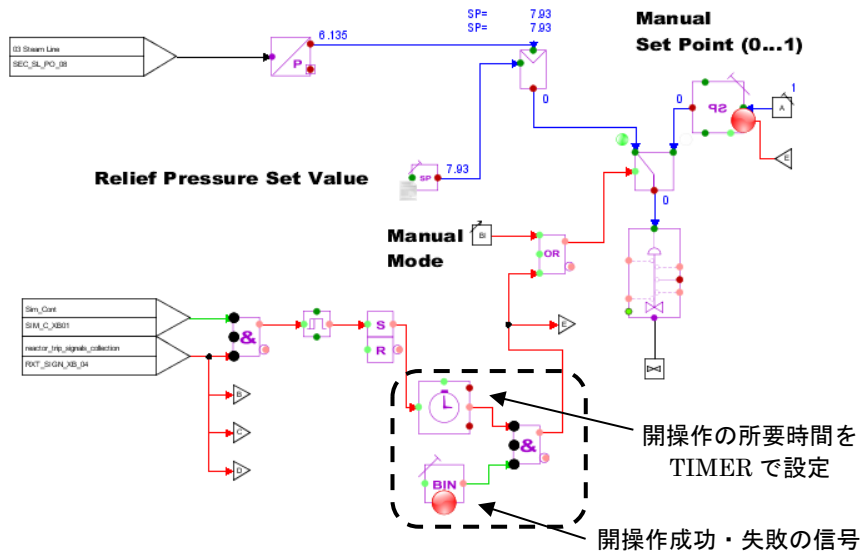 SP= 7.93
SP= 7.93
Manual
Set Point (0...1)
03 Steam Line
SEC_SL_PO_08
6.135
P
0
0
SP
A
1
E
Relief Pressure Set Value
SP
7.93
0
Manual
Mode
BI
OR
E
Sim_Cont
SIM_C_XB01
reactor_trip_signals_collection
RXT_SIGN_XB_04
&
S
R
B
C
D
&
BIN
開操作の所要時間を
TIMER で設定
開操作成功・失敗の信号